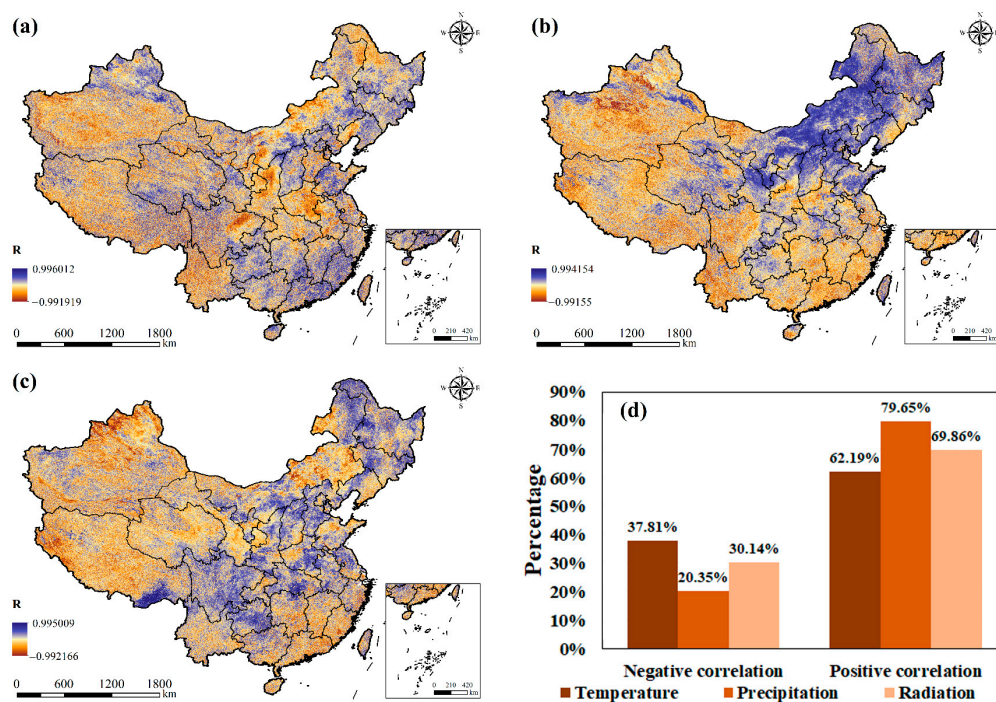 (a)
N
W E
S
R
0.996012
−0.991919
0 600 1200 1800
km
0 210 420
km
(b)
N
W E
S
R
0.994154
−0.99155
0 600 1200 1800
km
0 210 420
km
(c)
N
W E
S
R
0.995009
−0.992166
0 600 1200 1800
km
0 210 420
km
(d)
Percentage
90%
80%
70%
60%
50%
40%
30%
20%
10%
0%
37.81%
20.35%
30.14%
62.19%
79.65%
69.86%
Negative correlation Positive correlation
Temperature Precipitation Radiation